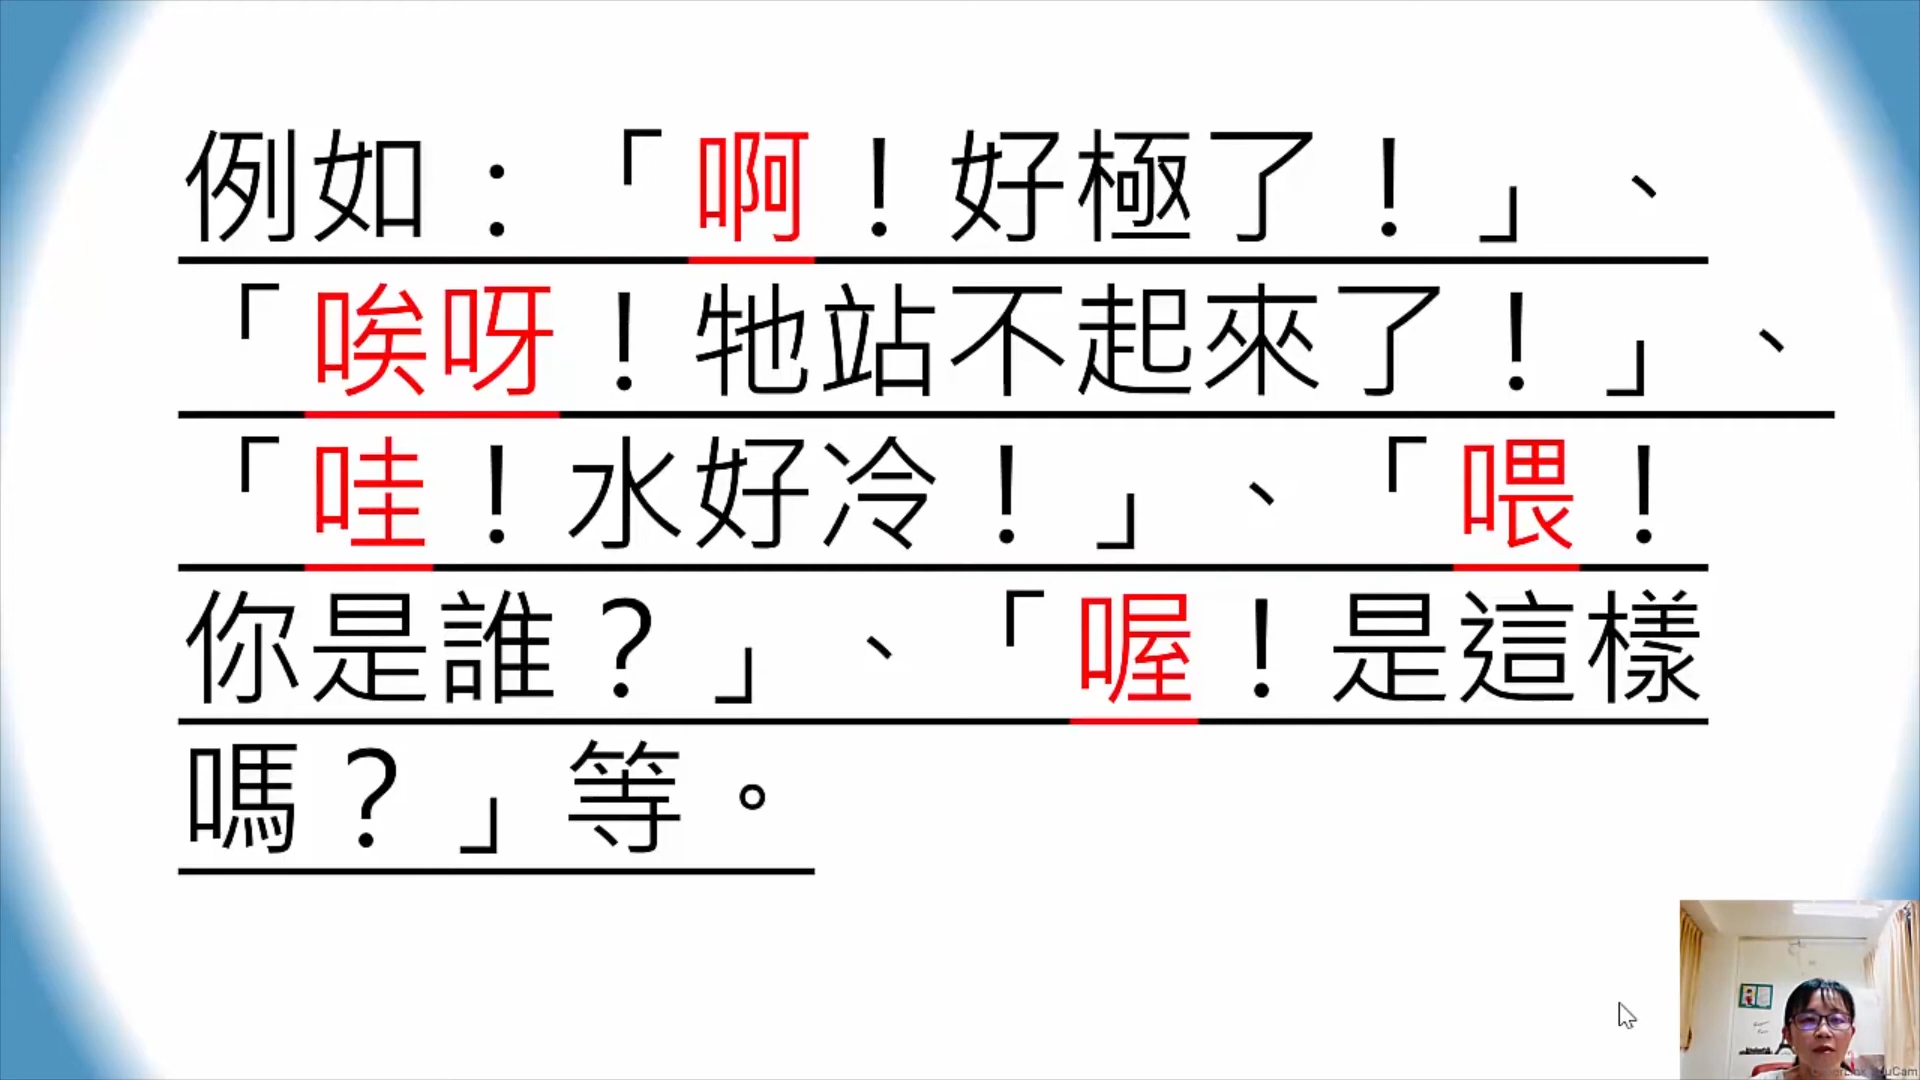 例如：「啊！好極了！」、
「唉呀！牠站不起來了！」、
「哇！水好冷！」、「喂！
你是誰？」、「喔！是這樣
嗎？」等。